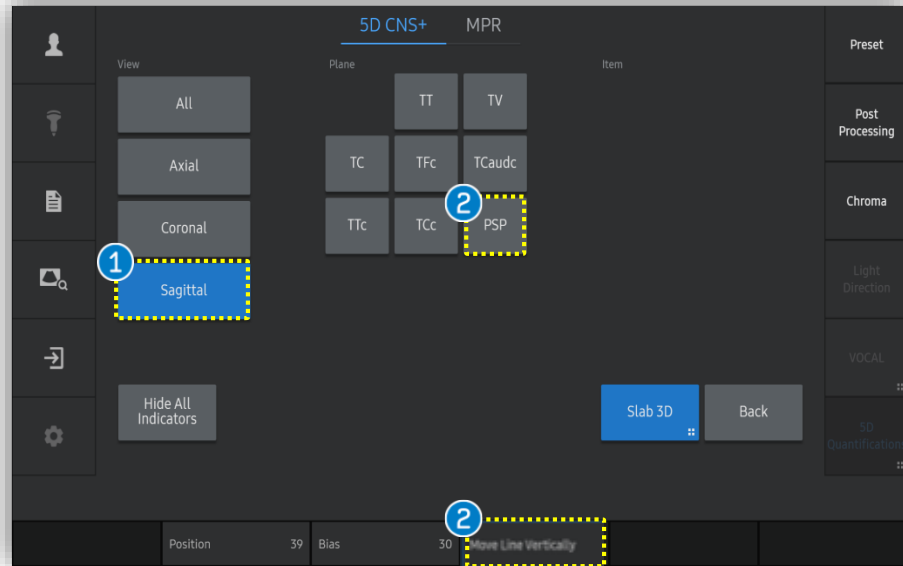 5D CNS+ MPR
View
Plane
Item
All
Axial
Coronal
1
Sagittal
TT TV
TC TFc TCaudc
2
TTc TCc PSP
Hide All
Indicators
Slab 3D
Back
Preset
Post
Processing
Chroma
Light
Direction
VOCAL
5D
Quantification
2
Position 39
Bias 30
Move Line Vertically